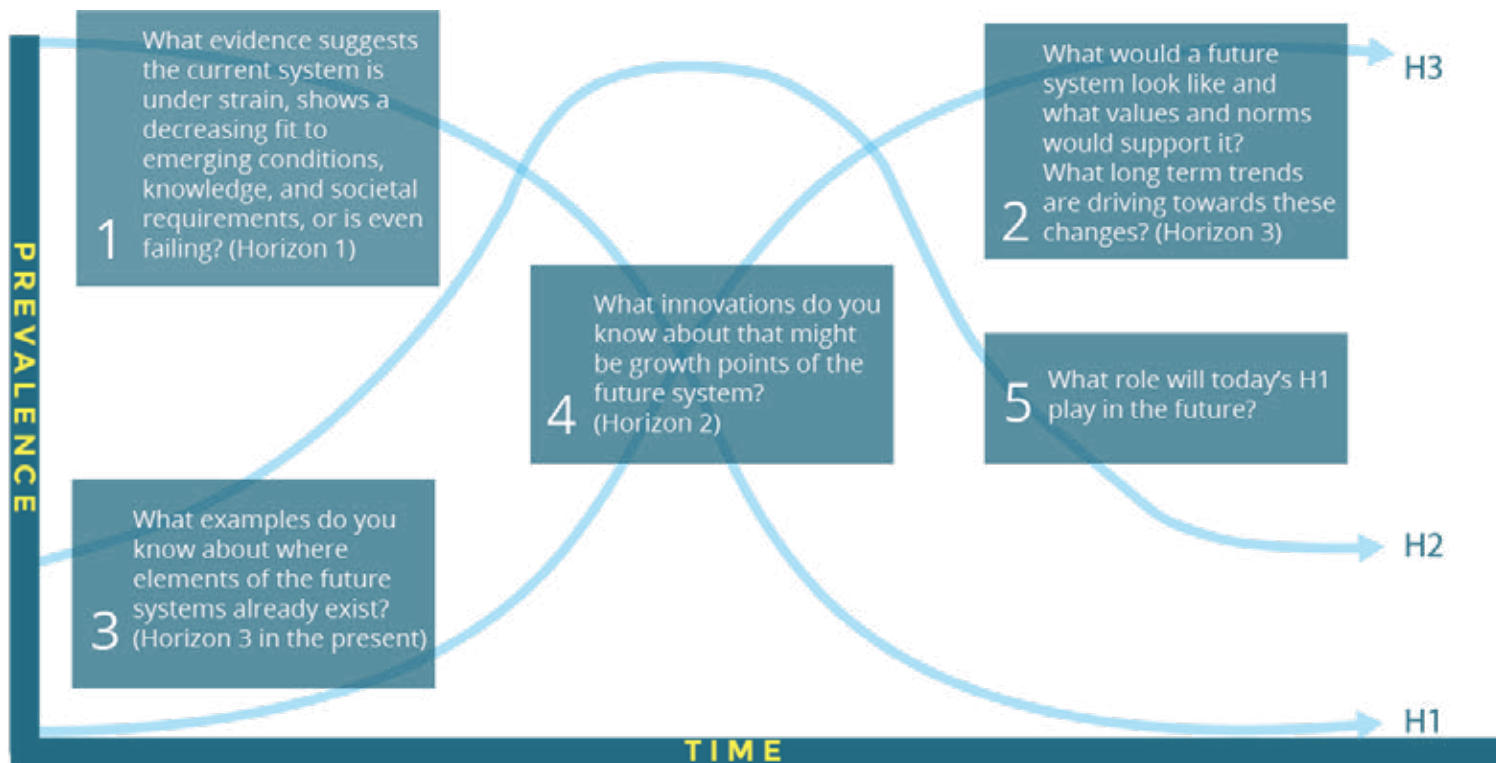 PREVALENCE
1
What evidence suggests
the current system is
under strain, shows a
decreasing fit to
emerging conditions,
knowledge, and societal
requirements, or is even
failing? (Horizon 1)
2
What would a future
system look like and
what values and norms
would support it?
What long term trends
are driving towards these
changes? (Horizon 3)
3
What examples do you
know about where
elements of the future
systems already exist?
(Horizon 3 in the present)
4
What innovations do you
know about that might
be growth points of the
future system?
(Horizon 2)
5
What role will today's H1
play in the future?
H3
H2
H1
TIME